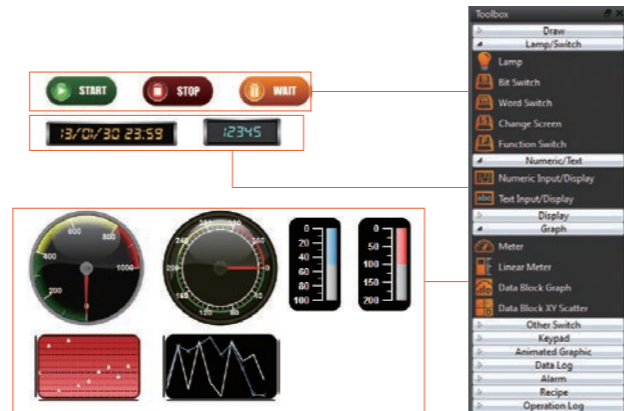 Toolbox
Draw
Lamp/Switch
Lamp
Bit Switch
Word Switch
Change Screen
Function Switch
Numeric/Text
Numeric Input/Display
Text Input/Display
Display
Graph
Meter
Linear Meter
Data Block Graph
Data Block XY Scatter
Other Switch
Keypad
Animated Graphic
Data Log
Alarm
Recipe
Operation Log
START STOP WAIT
13/01/30 23:59 12345
200 400 600 800 1000
0 20 40 60 80 100
0 50 100 150 200